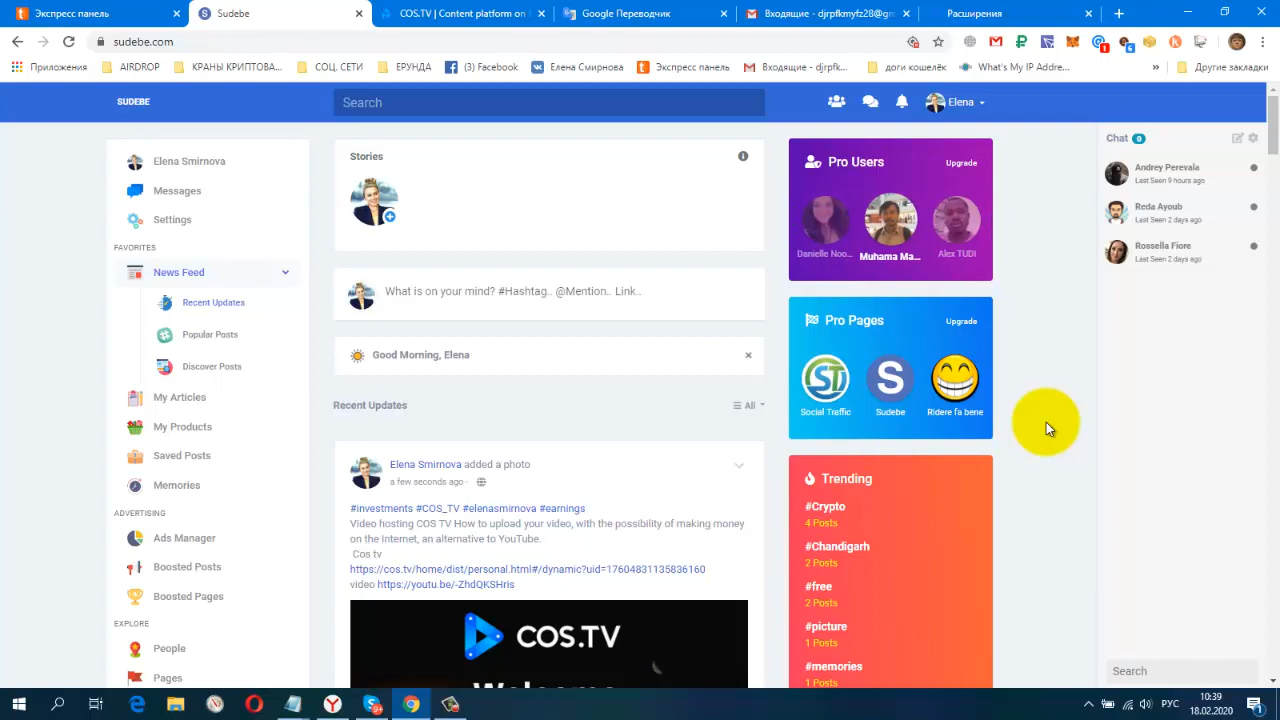 Экспресс панель
Sudebe
COS.TV | Content platform on
Google Переводчик
Входящие - djrpfkmyfz28@gm
Расширения
sudebe.com
1
6
Приложения
AIRDROP
КРАНЫ КРИПТОВА...
СОЦ. СЕТИ
ЕРУНДА
(3) Facebook
Елена Смирнова
Экспресс панель
Входящие - djrpfk...
доги кошелёк
What's My IP Addre...
»
Другие закладки
SUDEBE
Search
Elena
Elena Smirnova
Messages
Settings
FAVORITES
News Feed
Recent Updates
Popular Posts
Discover Posts
My Articles
My Products
Saved Posts
Memories
ADVERTISING
Ads Manager
Boosted Posts
Boosted Pages
EXPLORE
People
Pages
Stories
What is on your mind? #Hashtag.. @Mention.. Link..
Good Morning, Elena
Recent Updates
All
Elena Smirnova added a photo
a few seconds ago -
#investments #COS_TV #elenasmirnova #earnings
Video hosting COS TV How to upload your video, with the possibility of making money
on the Internet, an alternative to YouTube.
Cos tv
https://cos.tv/home/dist/personal.html#/dynamic?uid=17604831135836160
video https://youtu.be/-ZhdQKSHris
COS.TV
Welcome
Pro Users
Upgrade
Danielle Noo...
Muhama Ma...
Alex TUDI
Pro Pages
Upgrade
ST
S
Social Traffic
Sudebe
Ridere fa bene
Trending
#Crypto
4 Posts
#Chandigarh
2 Posts
#free
2 Posts
#picture
1 Posts
#memories
1 Posts
Chat 0
Andrey Perevala
Last Seen 9 hours ago
Reda Ayoub
Last Seen 2 days ago
Rossella Fiore
Last Seen 2 days ago
Search
9+
РУС
10:39
18.02.2020
1